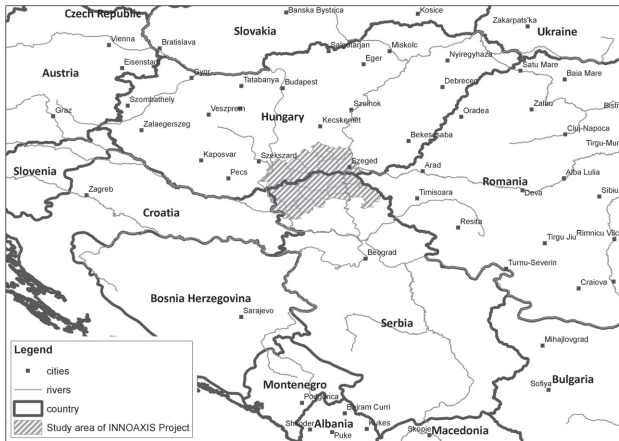 Czech Republic
Slovakia
Banska Bystrica
Kosice
Zakarpats'ka
Ukraine
Vienna
Bratislava
Salgotarjan
Miskolc
Nyiregyhaza
Eisenstadt
Eger
Satu Mare
Austria
Gyor
Tatabanya
Budapest
Debrecen
Baia Mare
Szombathely
Veszprem
Szolnok
Oradea
Zalau
Graz
Hungary
Zalaegerszeg
Kecskemet
Cluj-Napoca
Bekescsaba
Kaposvar
Szekszard
Szeged
Arad
Slovenia
Pecs
Romania
Alba Lulia
Zagreb
Timisoara
Deva
Sibiu
Croatia
Resita
Tirgu Jiu
Rimnicu Vilc
Beograd
Turnu-Severin
Craiova
Bosnia Herzegovina
Sarajevo
Serbia
Mihajlovgrad
Montenegro
Sofiya
Bulgaria
Podgorica
Bajram Curri
Shkoder
Albania
Kukes
Puke
Skopje
Macedonia
Legend
cities
rivers
country
Study area of INNOAXIS Project